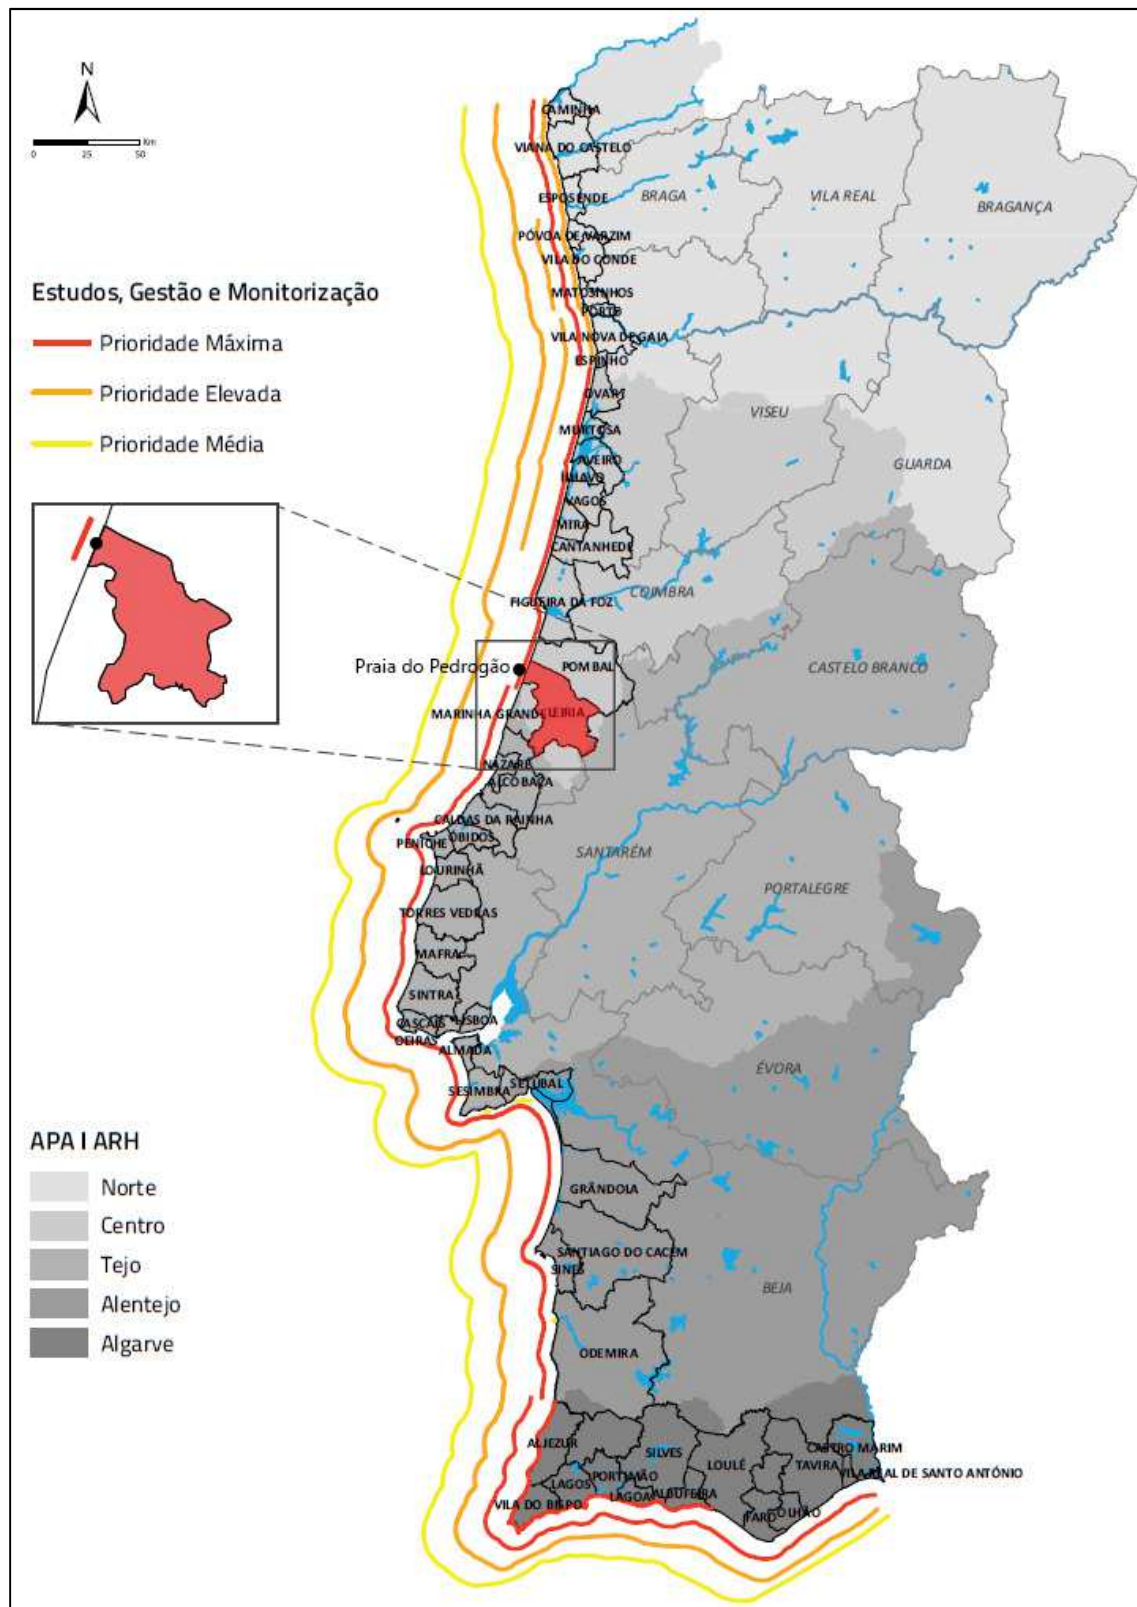 N
Km
0 25 50
Estudos, Gestão e Monitorização
Prioridade Máxima
Prioridade Elevada
Prioridade Média
CAMINHA
VIANA DO CASTELO
ESPOSENDE
BRAGA
VILA REAL
BRAGANÇA
PÓVOA DE VARZIM
VILA DO CONDE
MATOSINHOS
PORTO
VILA NOVA DE GAIA
ESPINHO
OVAR
VISEU
MURTOSA
AVEIRO
GUARDA
ILHAVO
VAGOS
MIRA
CANTANHEDE
COIMBRA
FIGUEIRA DA FOZ
Praia do Pedrogão
POMBAL
CASTELO BRANCO
MARINHA GRANDE
LEIRIA
NAZARÉ
ALCOBAÇA
CALDAS DA RAINHA
ÓBIDOS
PENICHE
SANTARÉM
LOURINHÃ
PORTALEGRE
TORRES VEDRAS
MAFRA
SINTRA
CASCAIS
LISBOA
OEIRAS
ALMADA
ÉVORA
SETUBAL
SESIMBRA
APA | ARH
Norte
Centro
Tejo
Alentejo
Algarve
GRÂNDOLA
SANTIAGO DO CACÉM
SINES
BEJA
ODEMIRA
ALJEZUR
SILVES
LOULÉ
CASTRO MARIM
TAVIRA
VILA REAL DE SANTO ANTÓNIO
PORTIMÃO
LAGOS
LAGOA
ALBUFEIRA
VILA DO BISPO
FARO
OLHÃO